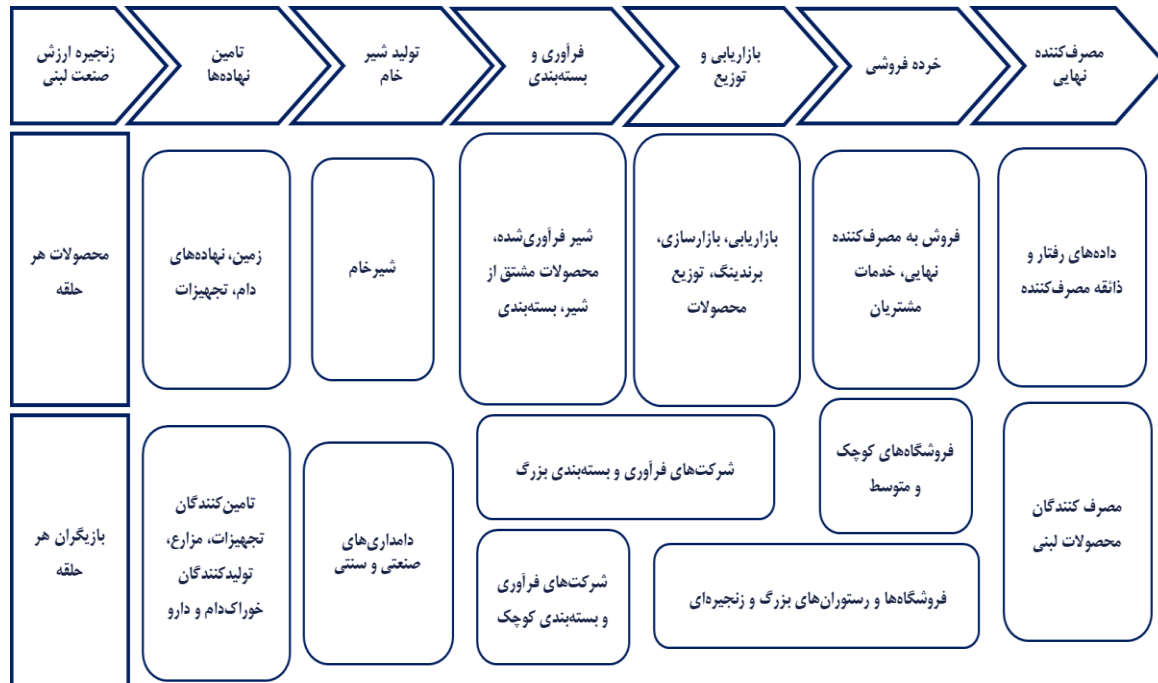 زنجیره ارزش
صنعت لبنی
تامین
نهاده‌ها
تولید شیر
خام
فرآوری و
بسته‌بندی
بازاریابی و
توزیع
خرده فروشی
مصرف‌کننده
نهایی
محصولات هر
حلقه
زمین، نهاده‌های
دام، تجهیزات
شیرخام
شیر فرآوری‌شده،
محصولات مشتق از
شیر، بسته‌بندی
بازاریابی، بازارسازی،
برندینگ، توزیع
محصولات
فروش به مصرف‌کننده
نهایی، خدمات
مشتریان
داده‌های رفتار و
ذائقه مصرف‌کننده
بازیگران هر
حلقه
تامین‌کنندگان
تجهیزات، مزارع،
تولیدکنندگان
خوراک‌دام و دارو
دامداری‌های
صنعتی و سنتی
شرکت‌های فرآوری و بسته‌بندی بزرگ
شرکت‌های فرآوری
و بسته‌بندی کوچک
فروشگاه‌های کوچک
و متوسط
فروشگاه‌ها و رستوران‌های بزرگ و زنجیره‌ای
مصرف کنندگان
محصولات لبنی